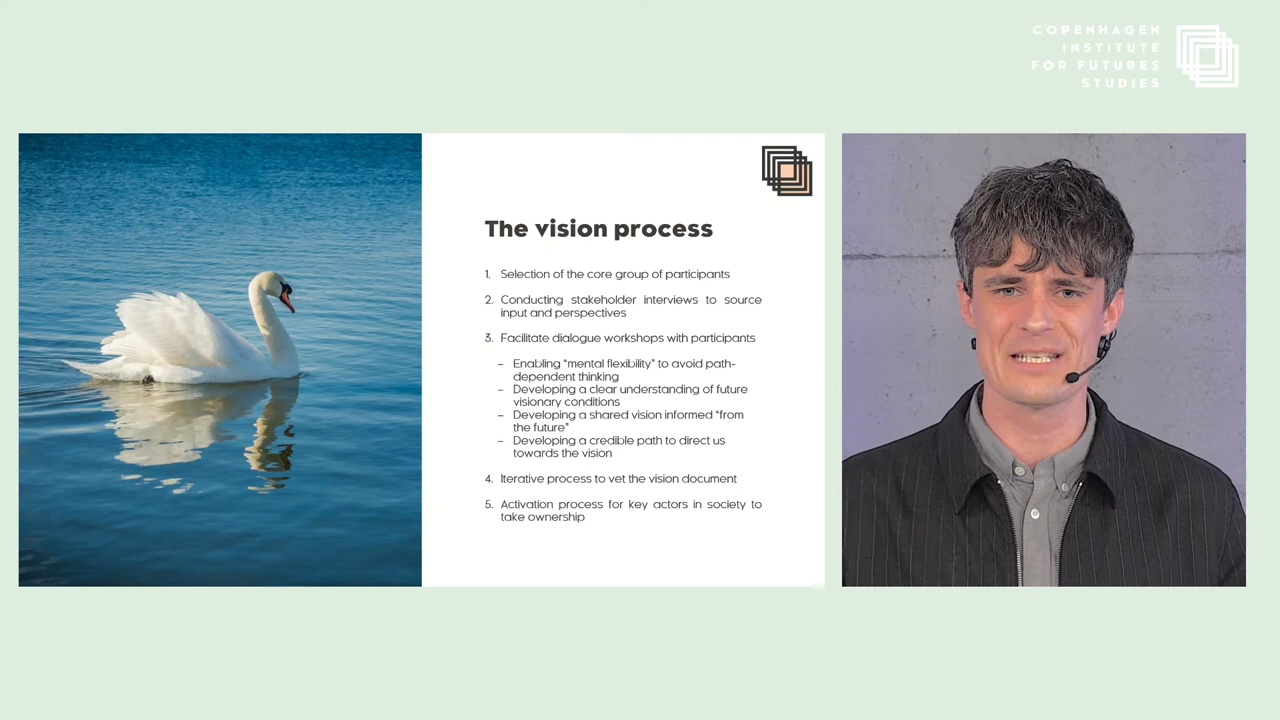 COPENHAGEN
INSTITUTE
FOR FUTURES
STUDIES
The vision process
1. Selection of the core group of participants
2. Conducting stakeholder interviews to source
input and perspectives
3. Facilitate dialogue workshops with participants
– Enabling “mental flexibility” to avoid path-
dependent thinking
– Developing a clear understanding of future
visionary conditions
– Developing a shared vision informed “from
the future”
– Developing a credible path to direct us
towards the vision
4. Iterative process to vet the vision document
5. Activation process for key actors in society to
take ownership